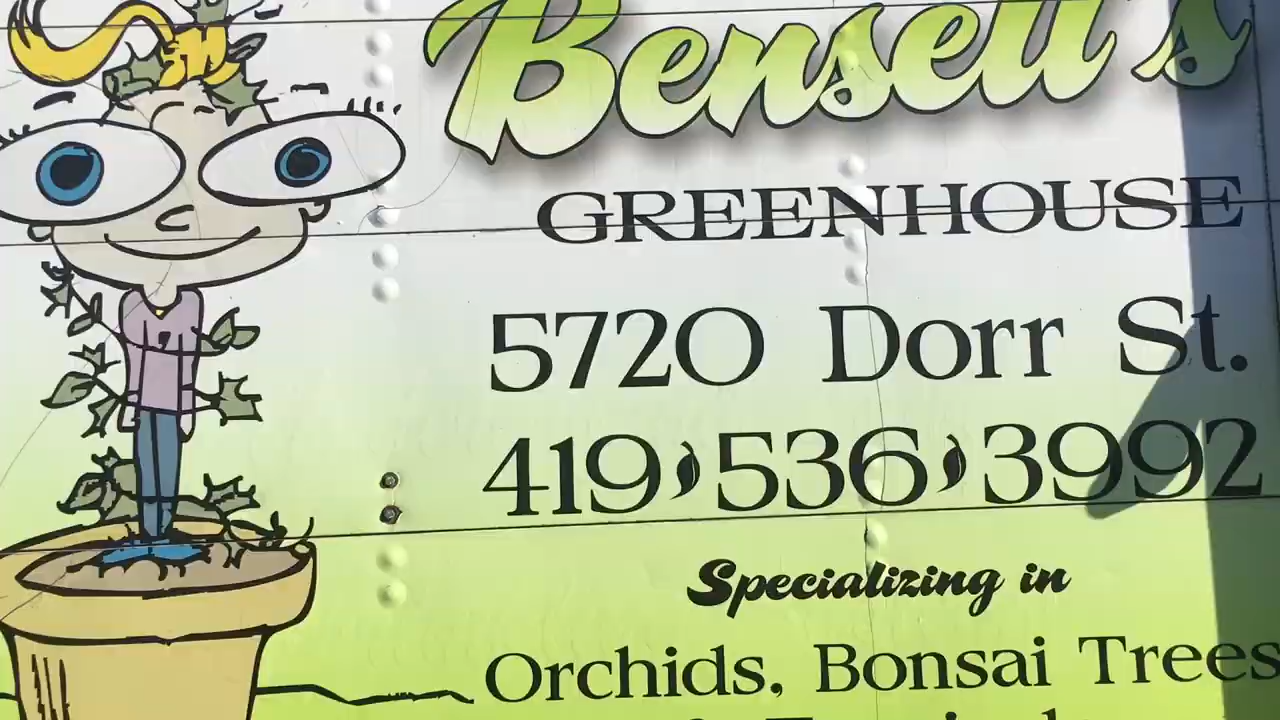 Bensell's
GREENHOUSE
5720 Dorr St.
419 536 3992
Specializing in
Orchids, Bonsai Trees